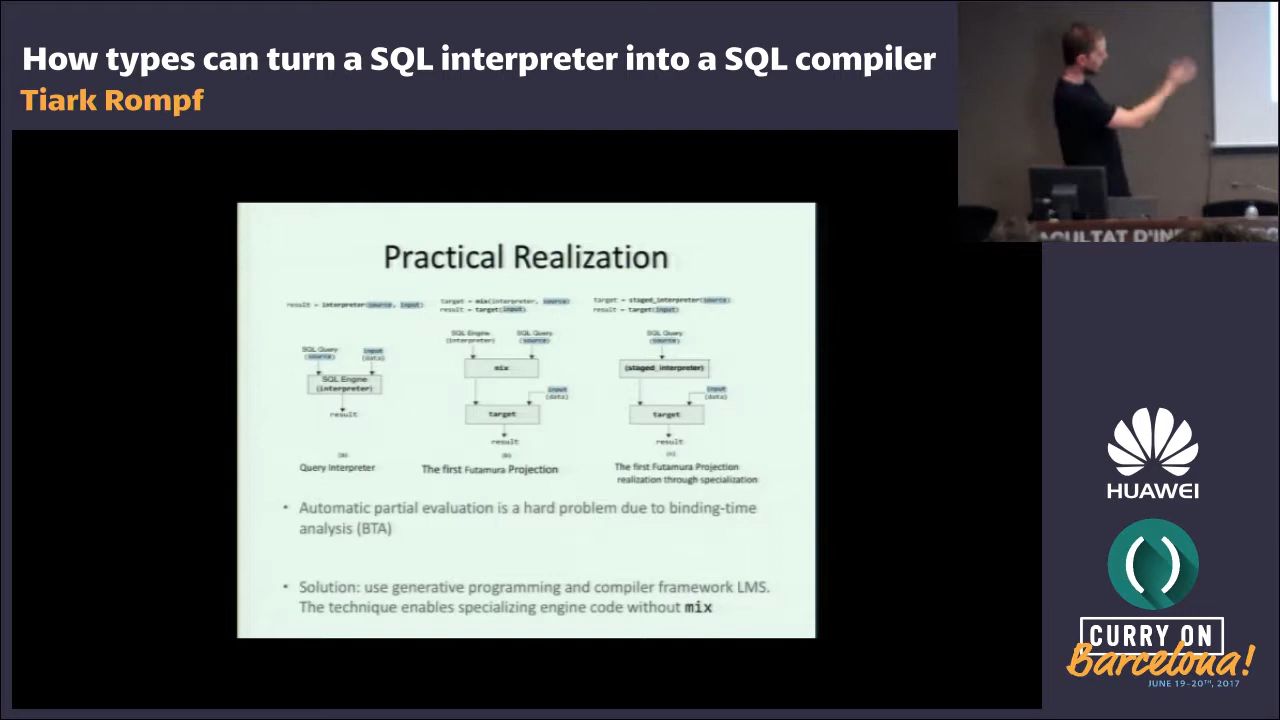 How types can turn a SQL interpreter into a SQL compiler
Tiark Rompf
FACULTAT D'INF
Practical Realization
result = interpreter(source, input)
target = mix(interpreter, source)
result = target(input)
target = staged_interpreter(source)
result = target(input)
SQL Query
(source)
input
(data)
SQL Engine
(interpreter)
result
(a)
Query Interpreter
SQL Engine
(interpreter)
SQL Query
(source)
mix
input
(data)
target
result
(b)
The first Futamura Projection
SQL Query
(source)
(staged_interpreter)
input
(data)
target
result
(c)
The first Futamura Projection
realization through specialization
• Automatic partial evaluation is a hard problem due to binding-time
analysis (BTA)
• Solution: use generative programming and compiler framework LMS.
The technique enables specializing engine code without mix
HUAWEI
( )
CURRY ON
Barcelona!
JUNE 19-20TH, 2017